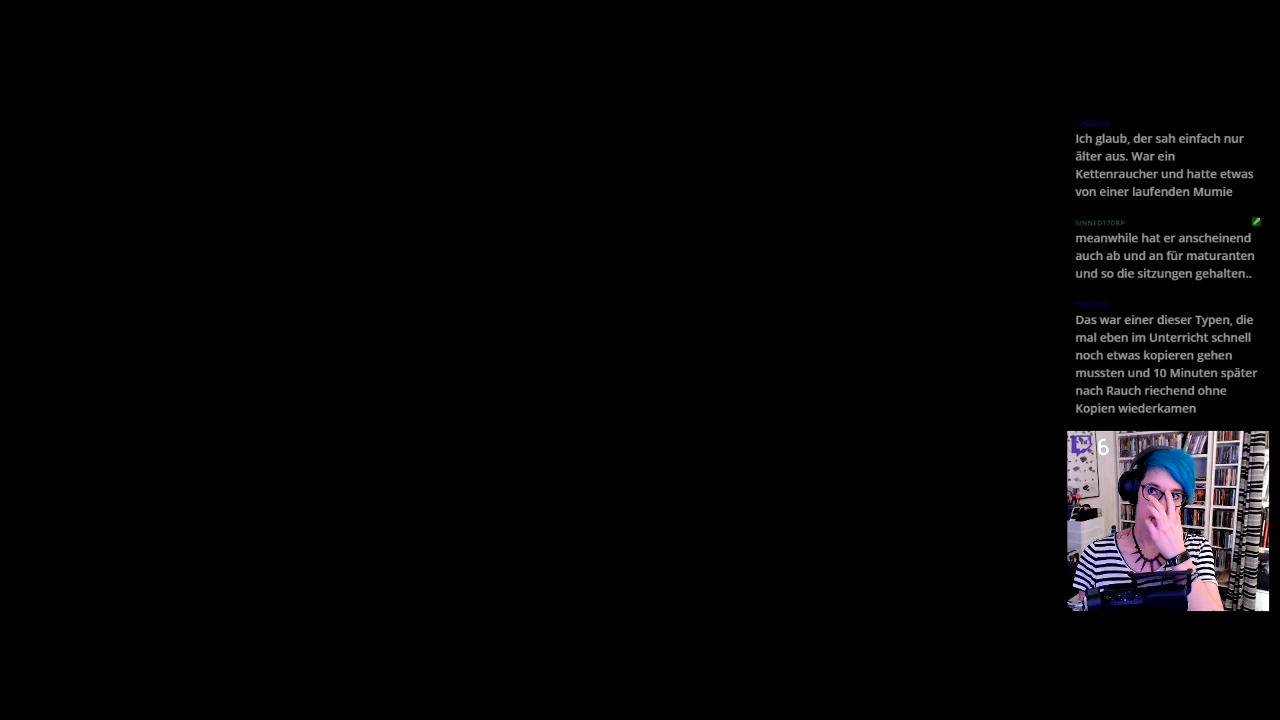 Ich glaub, der sah einfach nur
älter aus. War ein
Kettenraucher und hatte etwas
von einer laufenden Mumie
SINNED17DRP
meanwhile hat er anscheinend
auch ab und an für maturanten
und so die sitzungen gehalten..
Das war einer dieser Typen, die
mal eben im Unterricht schnell
noch etwas kopieren gehen
mussten und 10 Minuten später
nach Rauch riechend ohne
Kopien wiederkamen
6